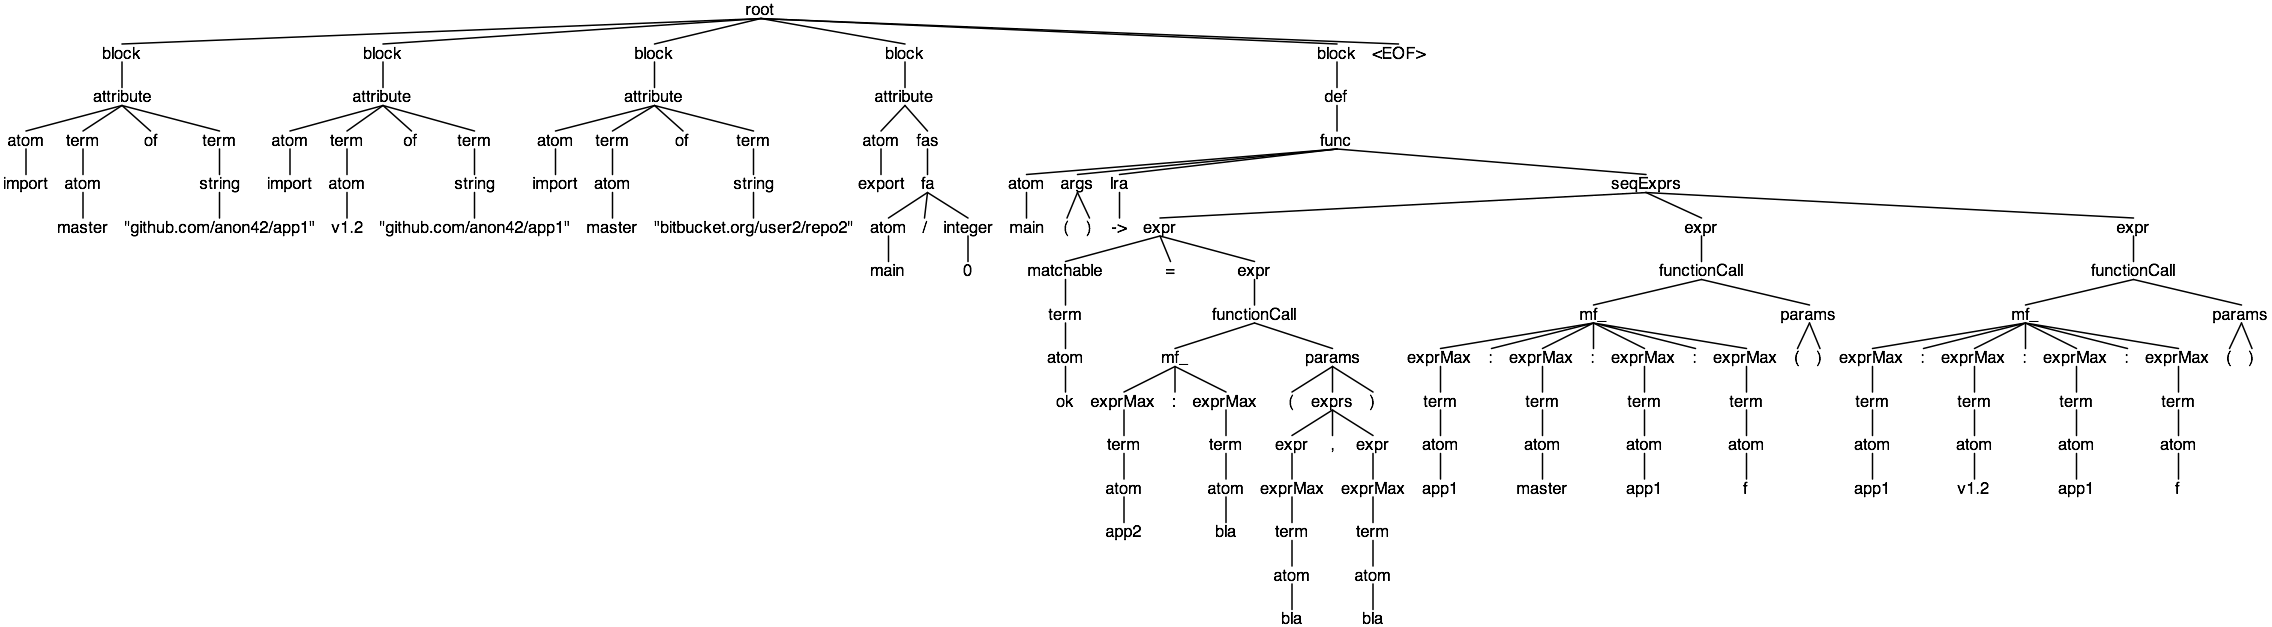 root
block block block block block <EOF>
attribute attribute attribute attribute def
atom term of term atom term of term atom term of term atom fas func
import atom string import atom string import atom string export fa atom args lra seqExprs
master "github.com/anon42/app1" v1.2 "github.com/anon42/app1" master "bitbucket.org/user2/repo2" atom / integer main ( ) -> expr expr expr
main 0 matchable = expr functionCall functionCall
term functionCall mf_ params mf_ params
atom mf_ params exprMax : exprMax : exprMax : exprMax ( ) exprMax : exprMax : exprMax : exprMax ( )
ok exprMax : exprMax ( exprs ) term term term term term term term term
term term expr , expr atom atom atom atom atom atom atom atom
atom atom exprMax exprMax app1 master app1 f app1 v1.2 app1 f
app2 bla term term
atom atom
bla bla